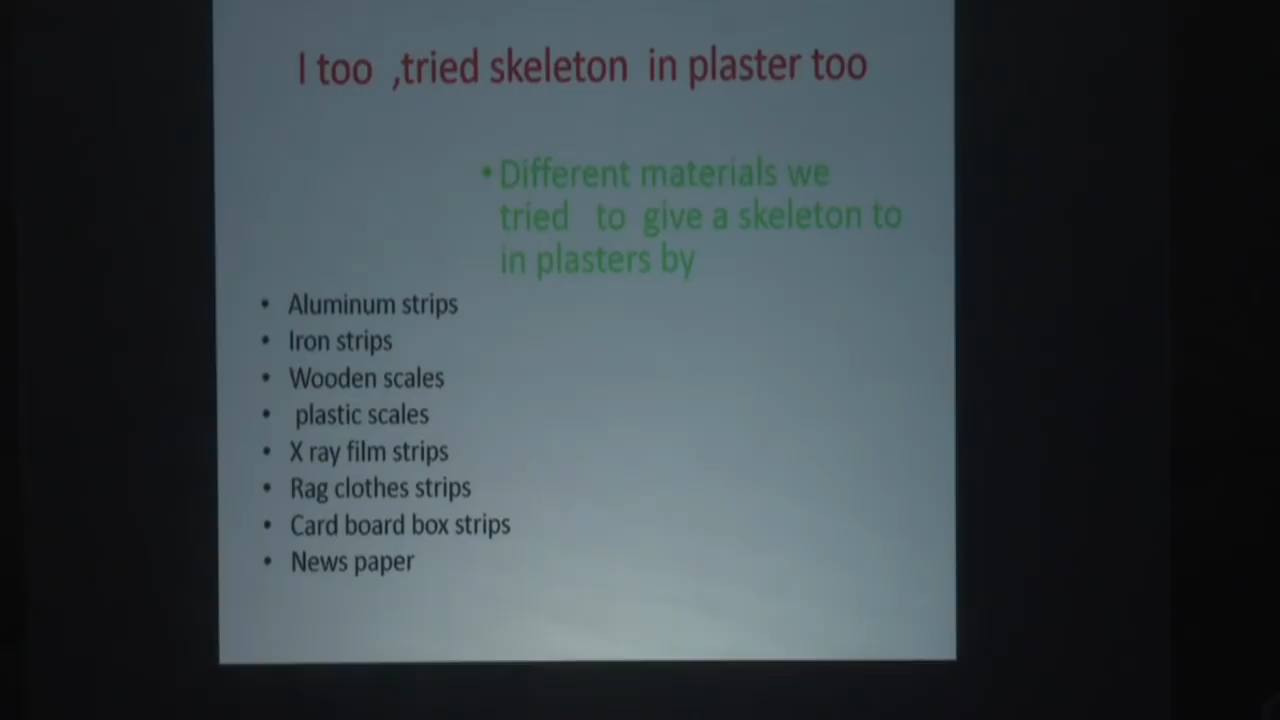 I too ,tried skeleton in plaster too
• Different materials we
tried to give a skeleton to
in plasters by
• Aluminum strips
• Iron strips
• Wooden scales
• plastic scales
• X ray film strips
• Rag clothes strips
• Card board box strips
• News paper